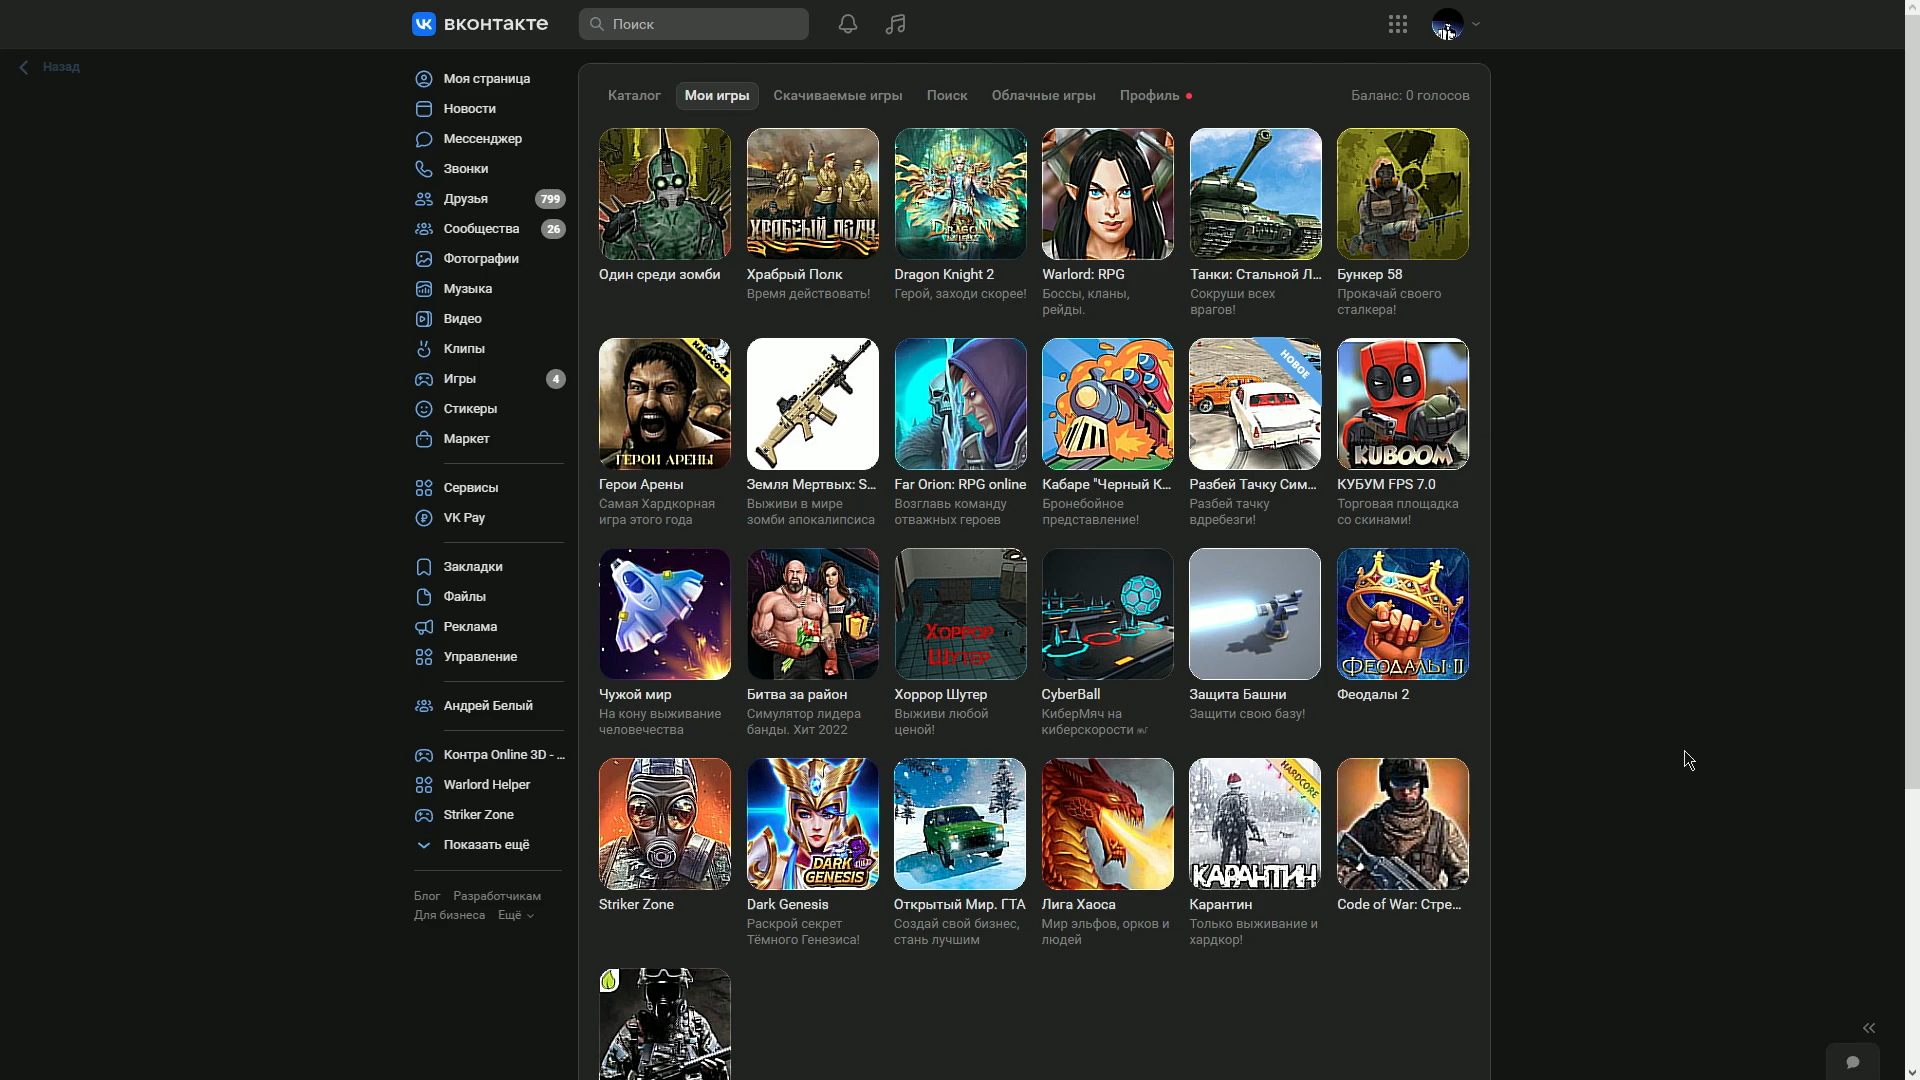 вконтакте
Поиск
Назад
Моя страница
Новости
Мессенджер
Звонки
Друзья 799
Сообщества 26
Фотографии
Музыка
Видео
Клипы
Игры 4
Стикеры
Маркет
Сервисы
VK Pay
Закладки
Файлы
Реклама
Управление
Андрей Белый
Контра Online 3D - ...
Warlord Helper
Striker Zone
Показать ещё
Блог Разработчикам
Для бизнеса Ещё
Каталог Мои игры Скачиваемые игры Поиск Облачные игры Профиль Баланс: 0 голосов
ХРАБРЫЙ ПОЛК
DRAGON
Один среди зомби
Храбрый Полк
Время действовать!
Dragon Knight 2
Герой, заходи скорее!
Warlord: RPG
Боссы, кланы,
рейды.
Танки: Стальной Л...
Сокруши всех
врагов!
Бункер 58
Прокачай своего
сталкера!
HARDCORE
ГЕРОИ АРЕНЫ
НОВОЕ
KUBOOM
Герои Арены
Самая Хардкорная
игра этого года
Земля Мертвых: S...
Выживи в мире
зомби апокалипсиса
Far Orion: RPG online
Возглавь команду
отважных героев
Кабаре "Черный К...
Бронебойное
представление!
Разбей Тачку Сим...
Разбей тачку
вдребезги!
КУБУМ FPS 7.0
Торговая площадка
со скинами!
Хоррор
Шутер
ФЕОДАЛЫ II
Чужой мир
На кону выживание
человечества
Битва за район
Симулятор лидера
банды. Хит 2022
Хоррор Шутер
Выживи любой
ценой!
CyberBall
КиберМяч на
киберскорости
Защита Башни
Защити свою базу!
Феодалы 2
DARK
GENESIS
HARDCORE
КАРАНТИН
Striker Zone
Dark Genesis
Раскрой секрет
Тёмного Генезиса!
Открытый Мир. ГТА
Создай свой бизнес,
стань лучшим
Лига Хаоса
Мир эльфов, орков и
людей
Карантин
Только выживание и
хардкор!
Code of War: Стре...